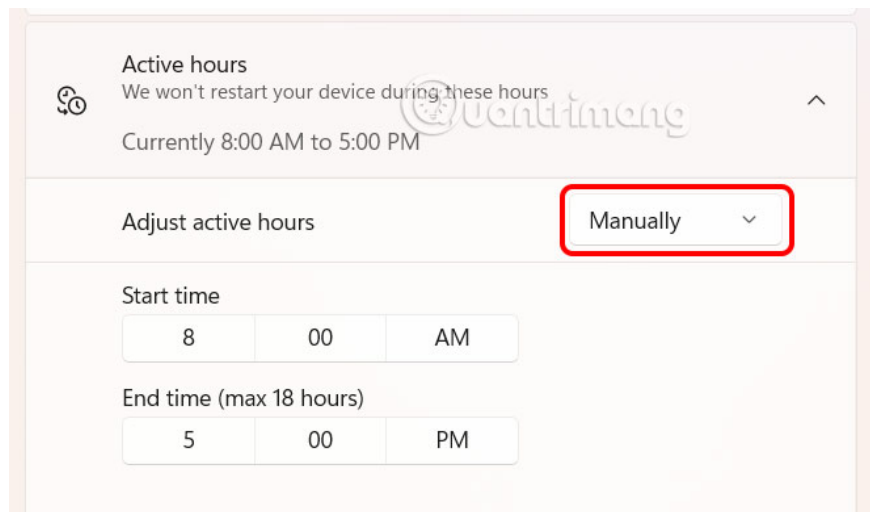 Active hours
We won't restart your device during these hours
Quantrimang
Currently 8:00 AM to 5:00 PM
Adjust active hours
Manually
Start time
8 00 AM
End time (max 18 hours)
5 00 PM